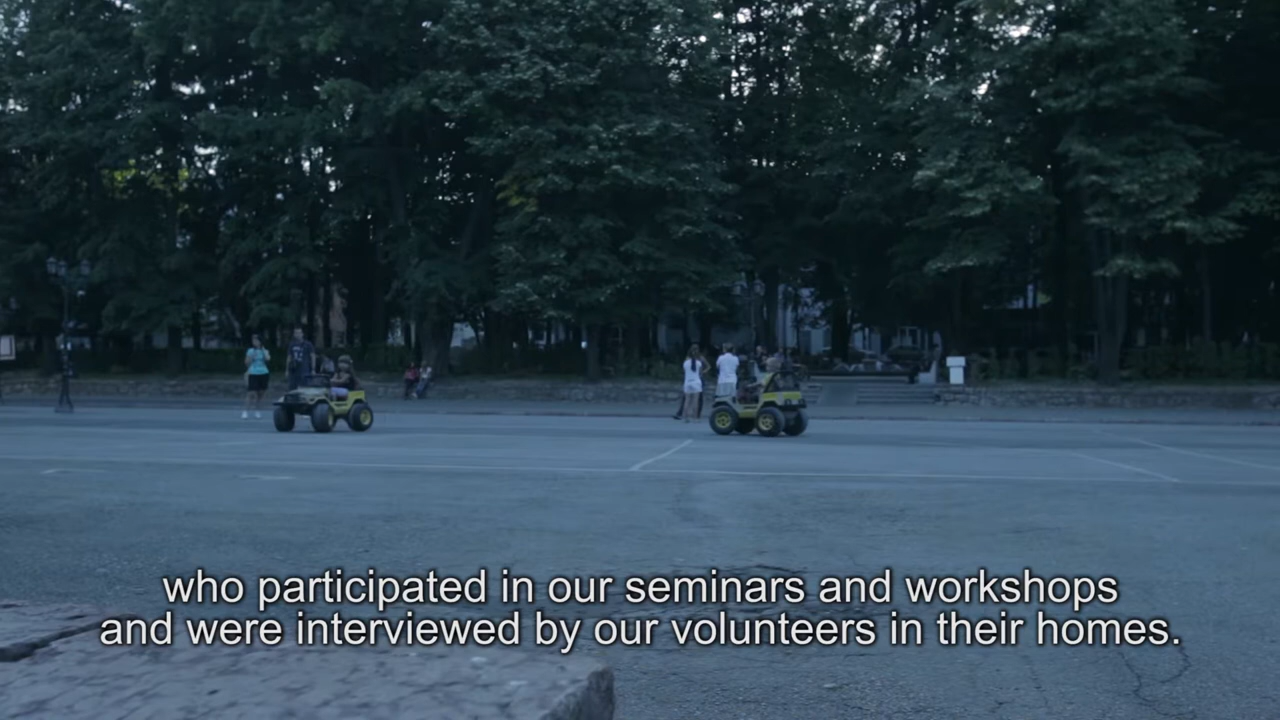 who participated in our seminars and workshops
and were interviewed by our volunteers in their homes.